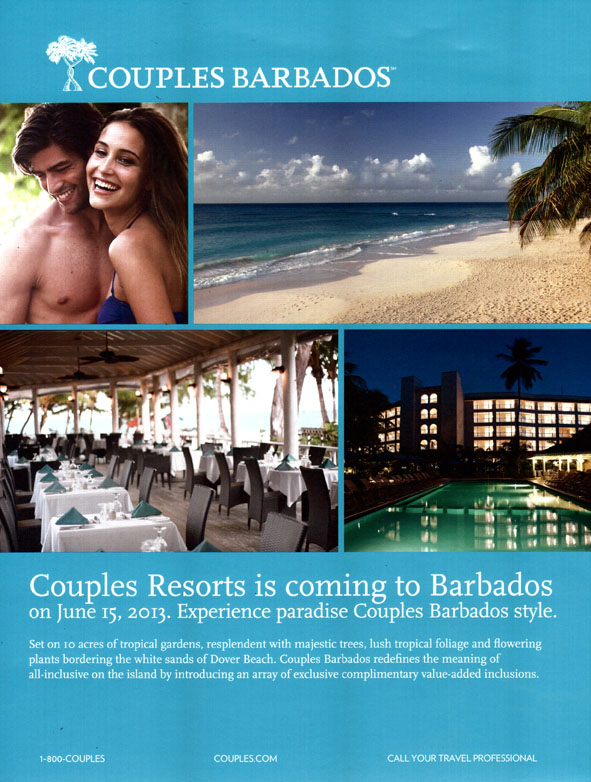 COUPLES BARBADOS℠
Couples Resorts is coming to Barbados
on June 15, 2013. Experience paradise Couples Barbados style.
Set on 10 acres of tropical gardens, resplendent with majestic trees, lush tropical foliage and flowering
plants bordering the white sands of Dover Beach. Couples Barbados redefines the meaning of
all-inclusive on the island by introducing an array of exclusive complimentary value-added inclusions.
1-800-COUPLES COUPLES.COM CALL YOUR TRAVEL PROFESSIONAL